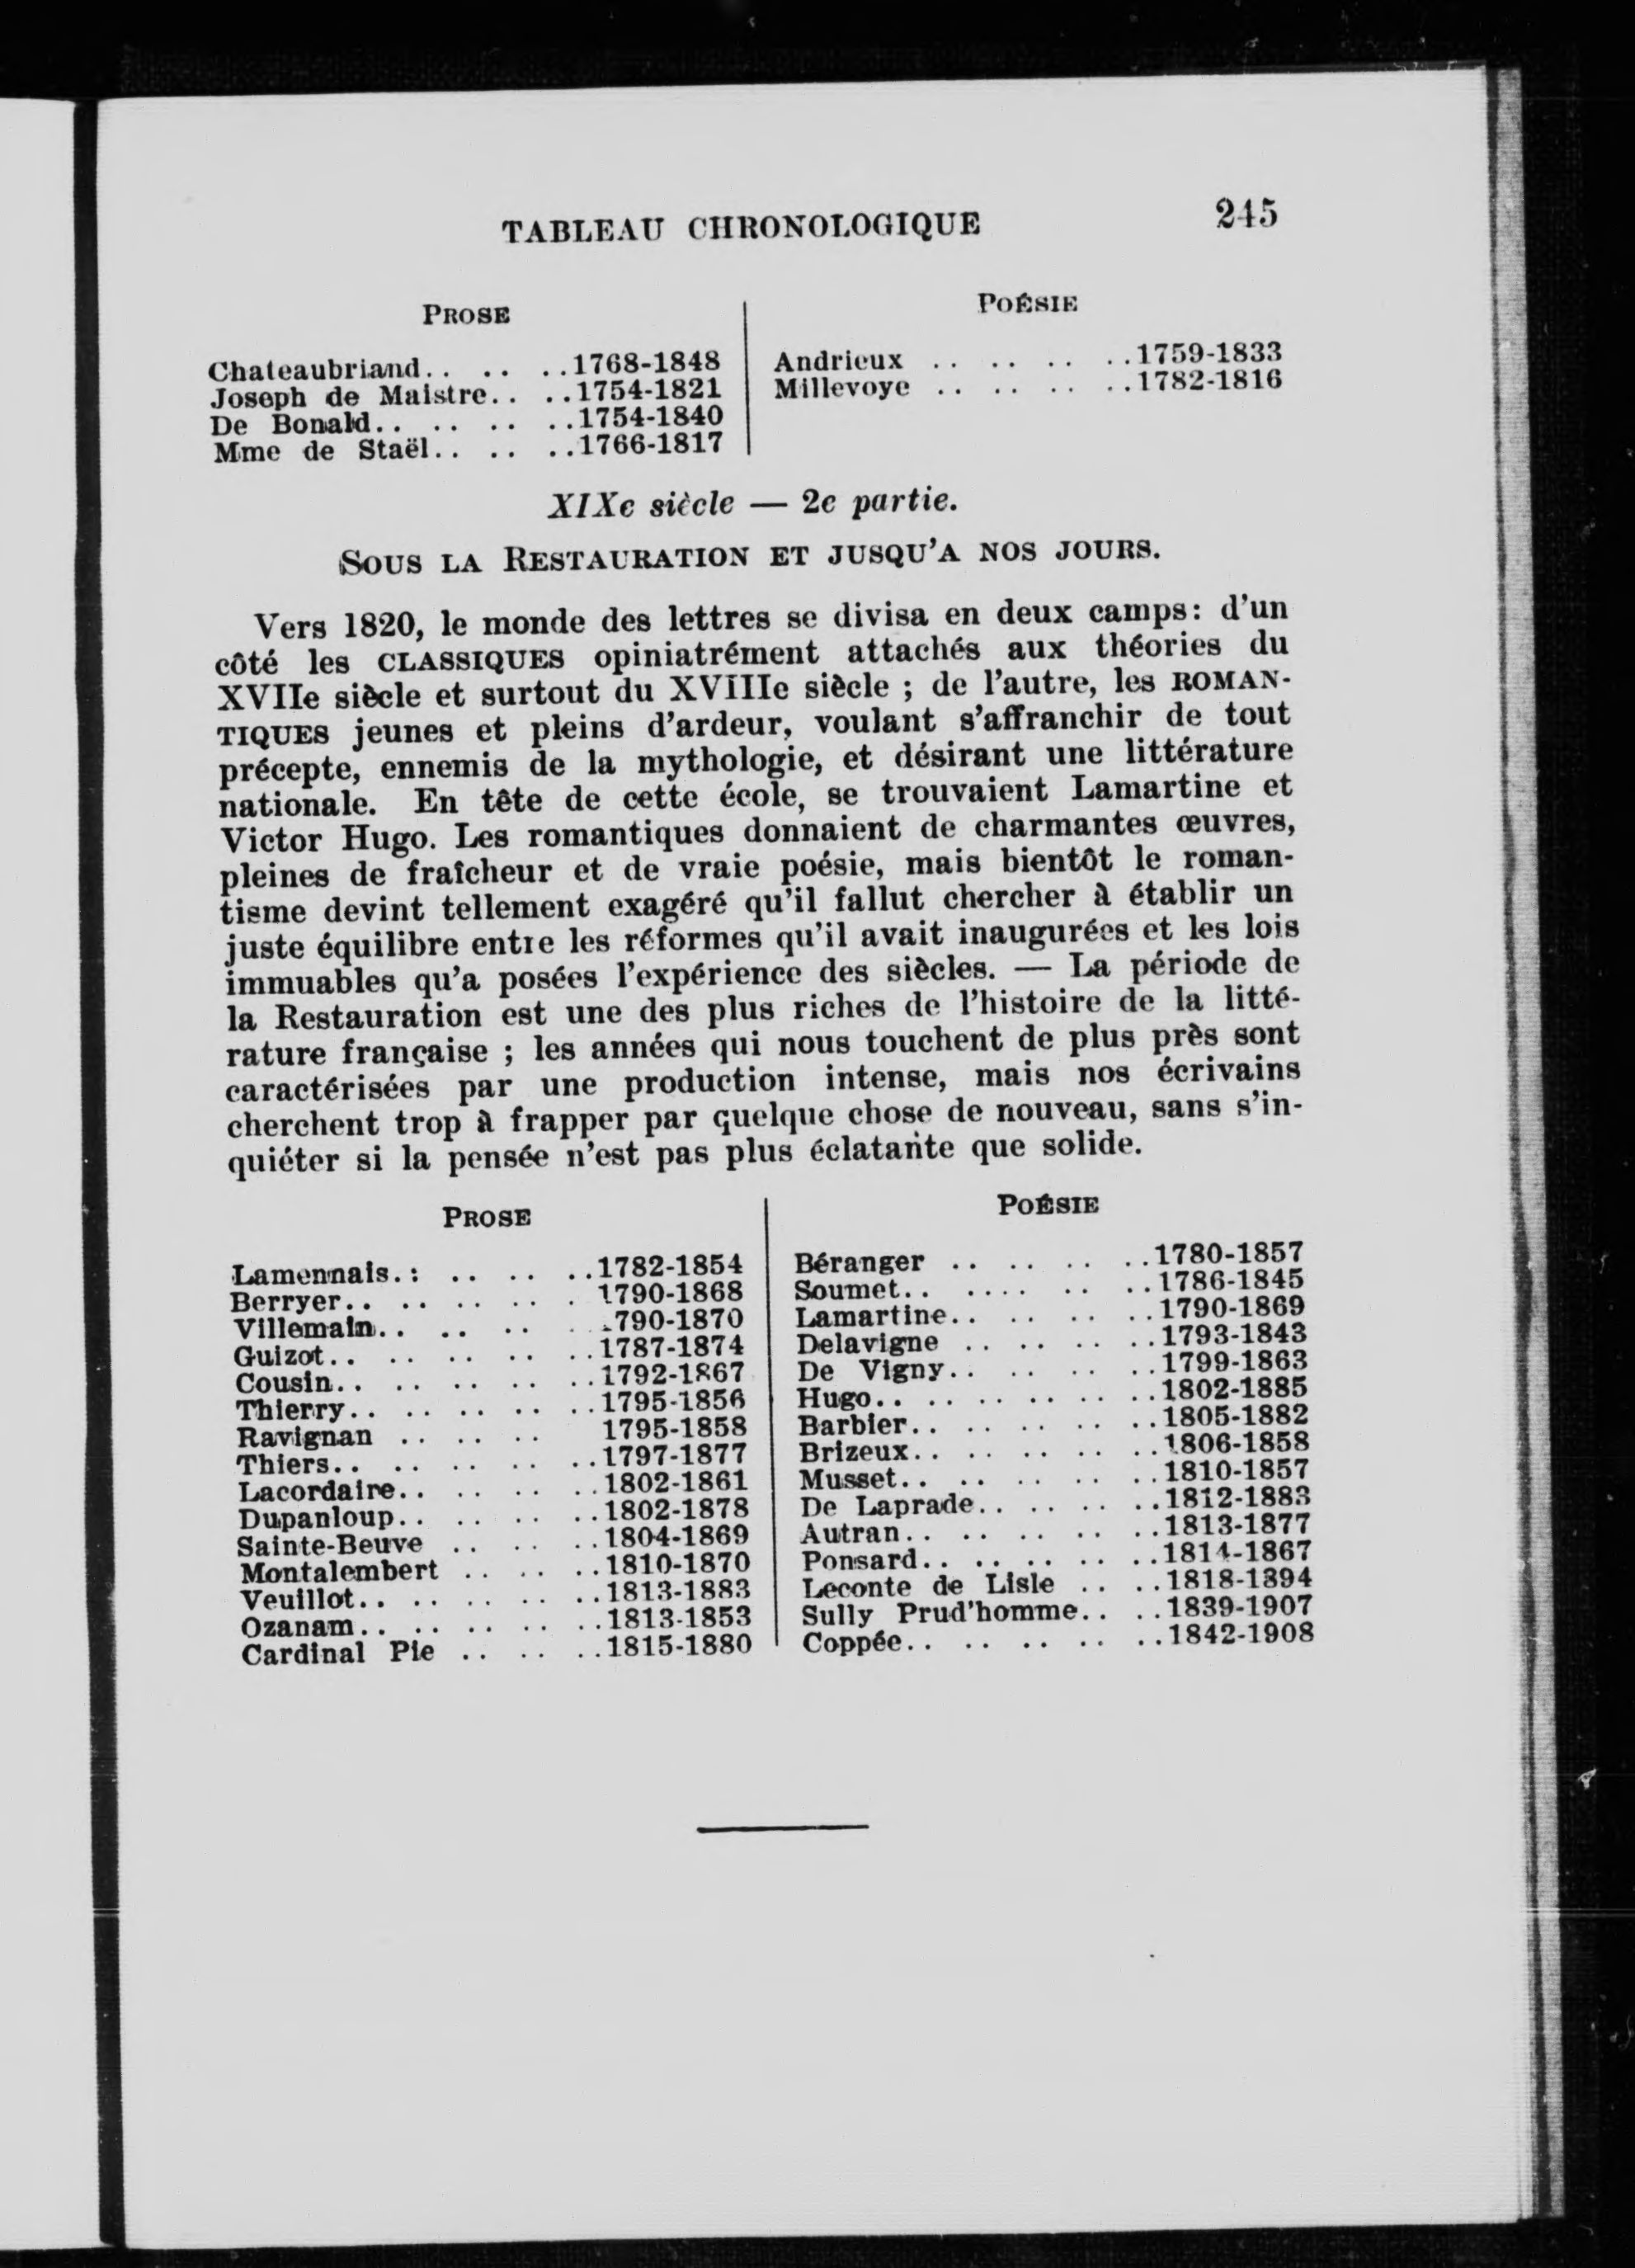 TABLEAU CHRONOLOGIQUE 245
PROSE
Chateaubriand.. .. ..1768-1848
Joseph de Maistre.. ..1754-1821
De Bonald.. .. .. ..1754-1840
Mme de Staël.. .. ..1766-1817
POÉSIE
Andrieux .. .. .. ..1759-1833
Millevoye .. .. .. ..1782-1816
XIXe siècle — 2e partie.
SOUS LA RESTAURATION ET JUSQU'A NOS JOURS.
Vers 1820, le monde des lettres se divisa en deux camps: d'un
côté les CLASSIQUES opiniatrément attachés aux théories du
XVIIe siècle et surtout du XVIIIe siècle ; de l'autre, les ROMAN-
TIQUES jeunes et pleins d'ardeur, voulant s'affranchir de tout
précepte, ennemis de la mythologie, et désirant une littérature
nationale. En tête de cette école, se trouvaient Lamartine et
Victor Hugo. Les romantiques donnaient de charmantes œuvres,
pleines de fraîcheur et de vraie poésie, mais bientôt le roman-
tisme devint tellement exagéré qu'il fallut chercher à établir un
juste équilibre entre les réformes qu'il avait inaugurées et les lois
immuables qu'a posées l'expérience des siècles. — La période de
la Restauration est une des plus riches de l'histoire de la litté-
rature française ; les années qui nous touchent de plus près sont
caractérisées par une production intense, mais nos écrivains
cherchent trop à frapper par quelque chose de nouveau, sans s'in-
quiéter si la pensée n'est pas plus éclatante que solide.
PROSE
Lamennais.: .. .. ..1782-1854
Berryer.. .. .. .. . 1790-1868
Villemain.. .. .. . .790-1870
Guizot.. .. .. .. ..1787-1874
Cousin.. .. .. .. ..1792-1867
Thierry.. .. .. .. ..1795-1856
Ravignan .. .. .. 1795-1858
Thiers.. .. .. .. ..1797-1877
Lacordaire.. .. .. ..1802-1861
Dupanloup.. .. .. ..1802-1878
Sainte-Beuve .. .. ..1804-1869
Montalembert .. .. ..1810-1870
Veuillot.. .. .. .. ..1813-1883
Ozanam.. .. .. .. ..1813-1853
Cardinal Pie .. .. ..1815-1880
POÉSIE
Béranger .. .. .. ..1780-1857
Soumet.. .... .. ..1786-1845
Lamartine.. .. .. ..1790-1869
Delavigne .. .. .. ..1793-1843
De Vigny.. .. .. ..1799-1863
Hugo.. .. .. .. ..1802-1885
Barbier.. .. .. .. ..1805-1882
Brizeux.. .. .. .. ..1806-1858
Musset.. .. .. .. ..1810-1857
De Laprade.. .. .. ..1812-1883
Autran.. .. .. .. ..1813-1877
Ponsard.. .. .. .. ..1814-1867
Leconte de Lisle .. ..1818-1894
Sully Prud'homme.. ..1839-1907
Coppée.. .. .. .. ..1842-1908